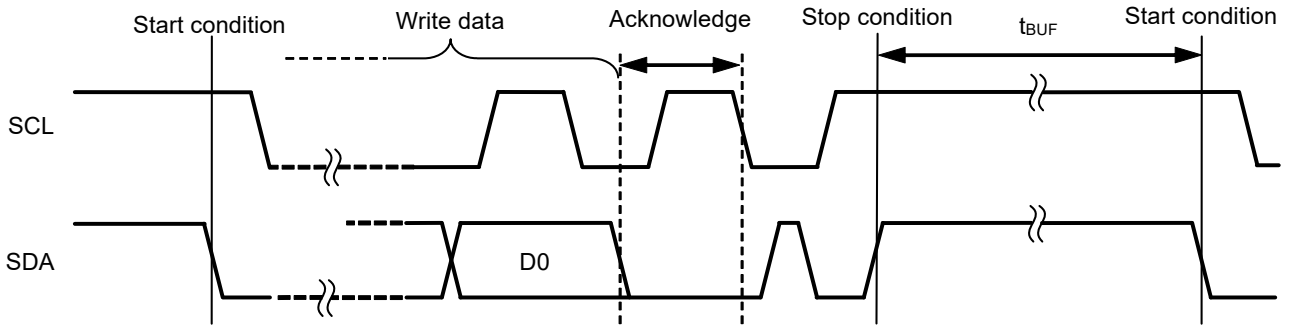 Start condition
Write data
Acknowledge
Stop condition
tBUF
Start condition
SCL
SDA
D0